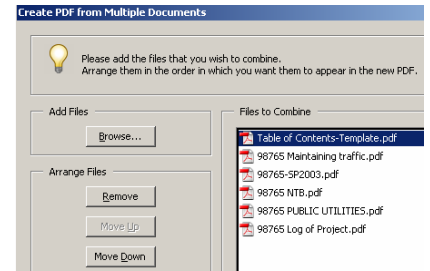 Create PDF from Multiple Documents
Please add the files that you wish to combine.
Arrange them in the order in which you want them to appear in the new PDF.
Add Files
Browse...
Arrange Files
Remove
Move Up
Move Down
Files to Combine
Table of Contents-Template.pdf
98765 Maintaining traffic.pdf
98765-SP2003.pdf
98765 NTB.pdf
98765 PUBLIC UTILITIES.pdf
98765 Log of Project.pdf